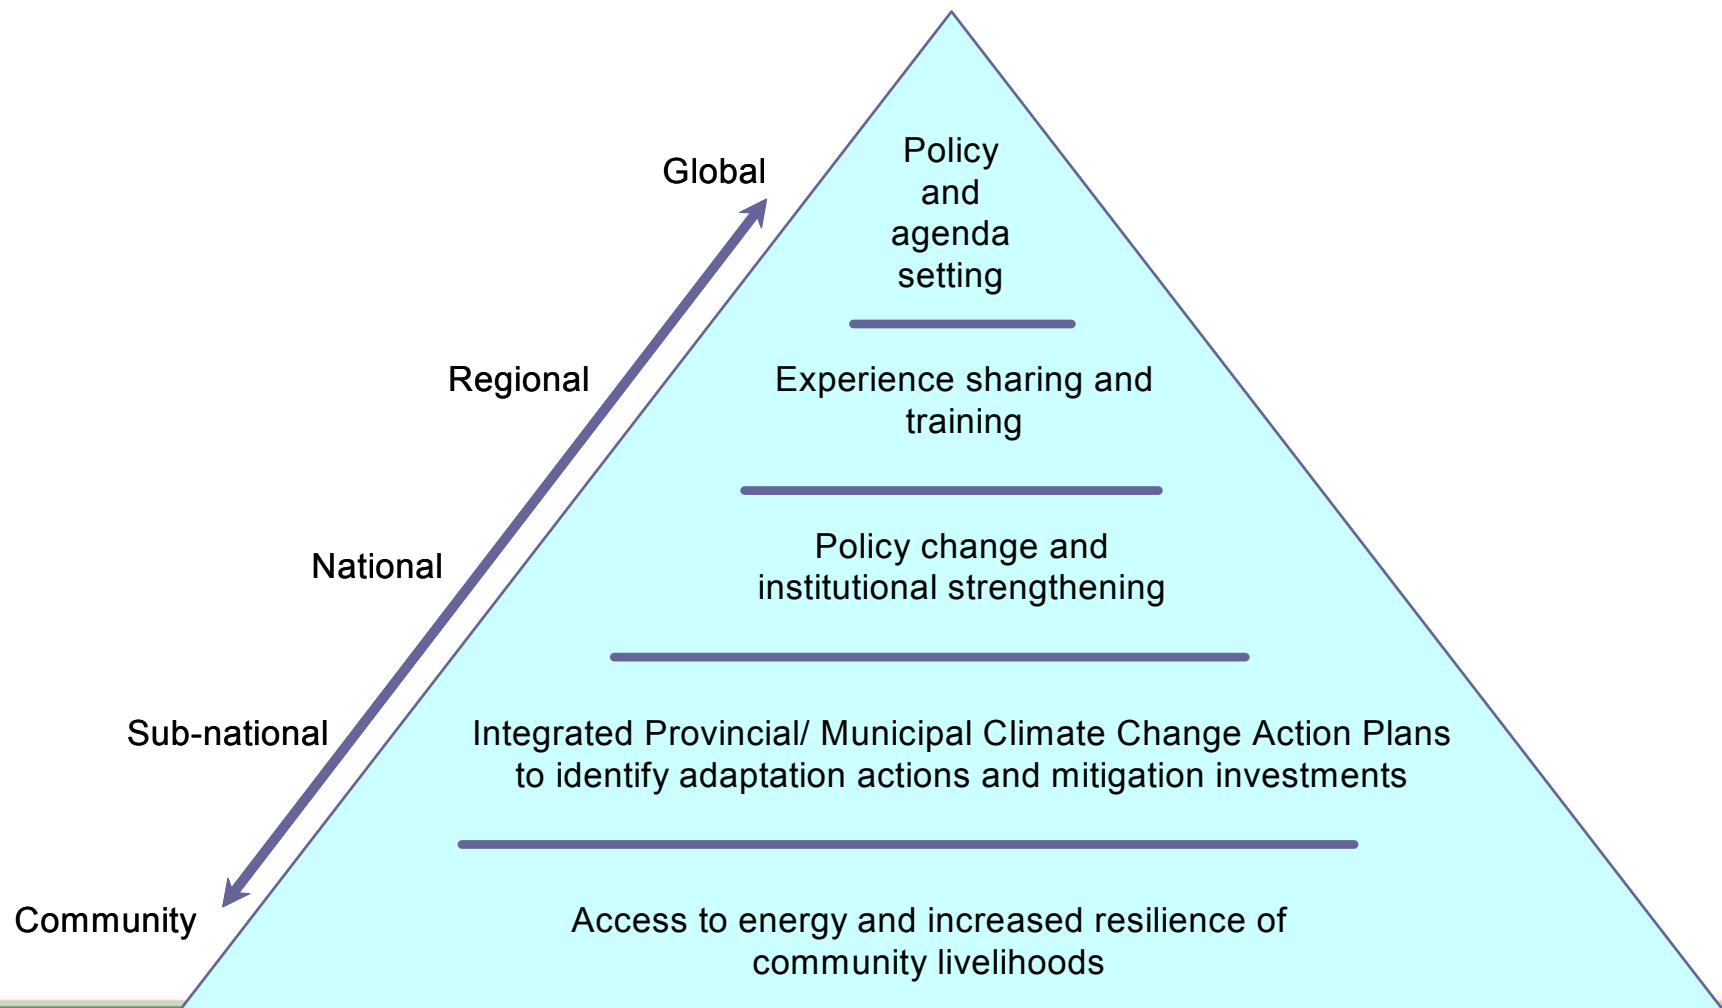 Global
Policy
and
agenda
setting
Regional
Experience sharing and
training
National
Policy change and
institutional strengthening
Sub-national
Integrated Provincial/ Municipal Climate Change Action Plans
to identify adaptation actions and mitigation investments
Community
Access to energy and increased resilience of
community livelihoods